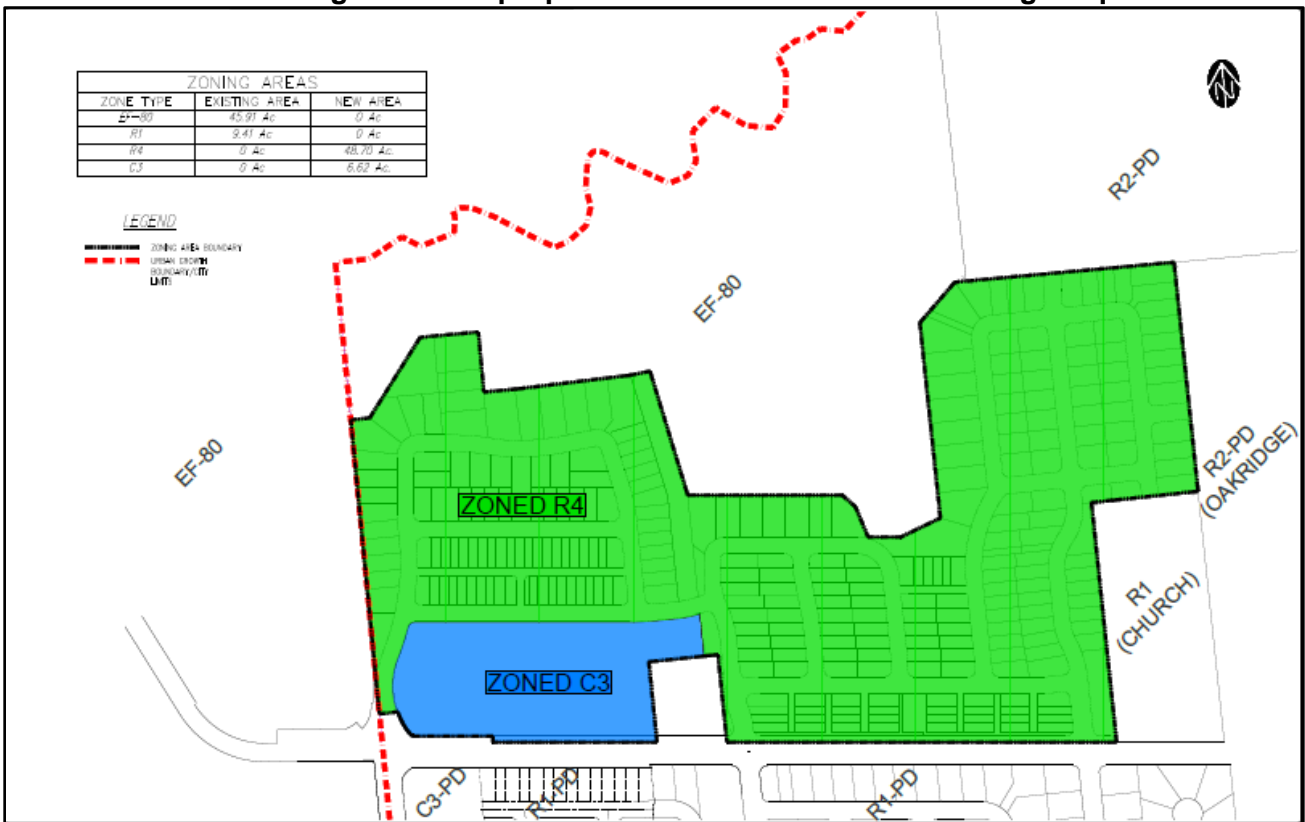 ZONING AREAS
ZONE TYPE EXISTING AREA NEW AREA
EF-80 45.91 Ac 0 Ac
R1 9.41 Ac 0 Ac
R4 0 Ac 48.70 Ac.
C3 0 Ac 6.62 Ac.
LEGEND
ZONING AREA BOUNDARY
URBAN GROWTH
BOUNDARY/CITY
LIMITS
N
R2-PD
EF-80
EF-80
R2-PD
(OAKRIDGE)
ZONED R4
R1
(CHURCH)
ZONED C3
C3-PD
R1-PD
R1-PD